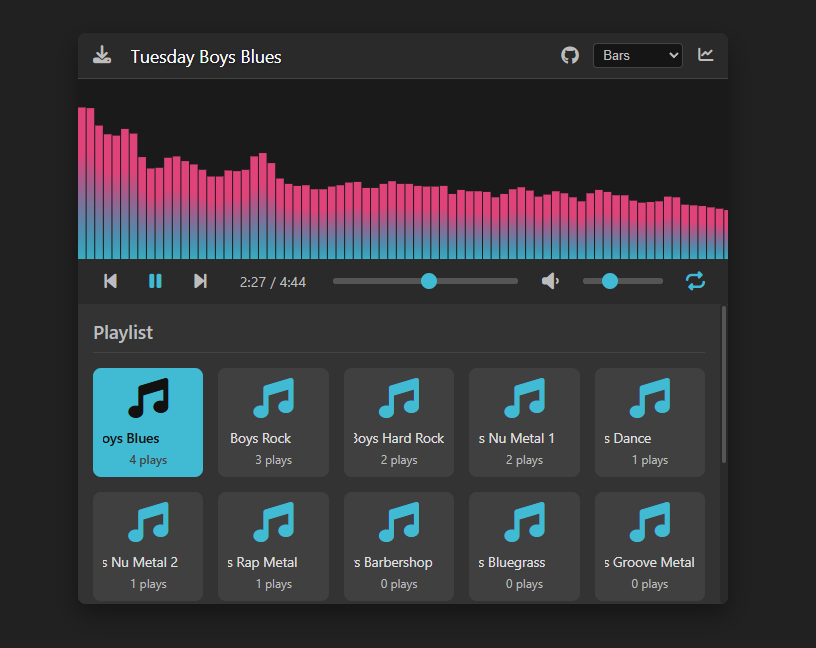 Tuesday Boys Blues
Bars
2:27 / 4:44
Playlist
oys Blues
4 plays
Boys Rock
3 plays
Boys Hard Rock
2 plays
s Nu Metal 1
2 plays
s Dance
1 plays
s Nu Metal 2
1 plays
s Rap Metal
1 plays
s Barbershop
0 plays
s Bluegrass
0 plays
s Groove Metal
0 plays